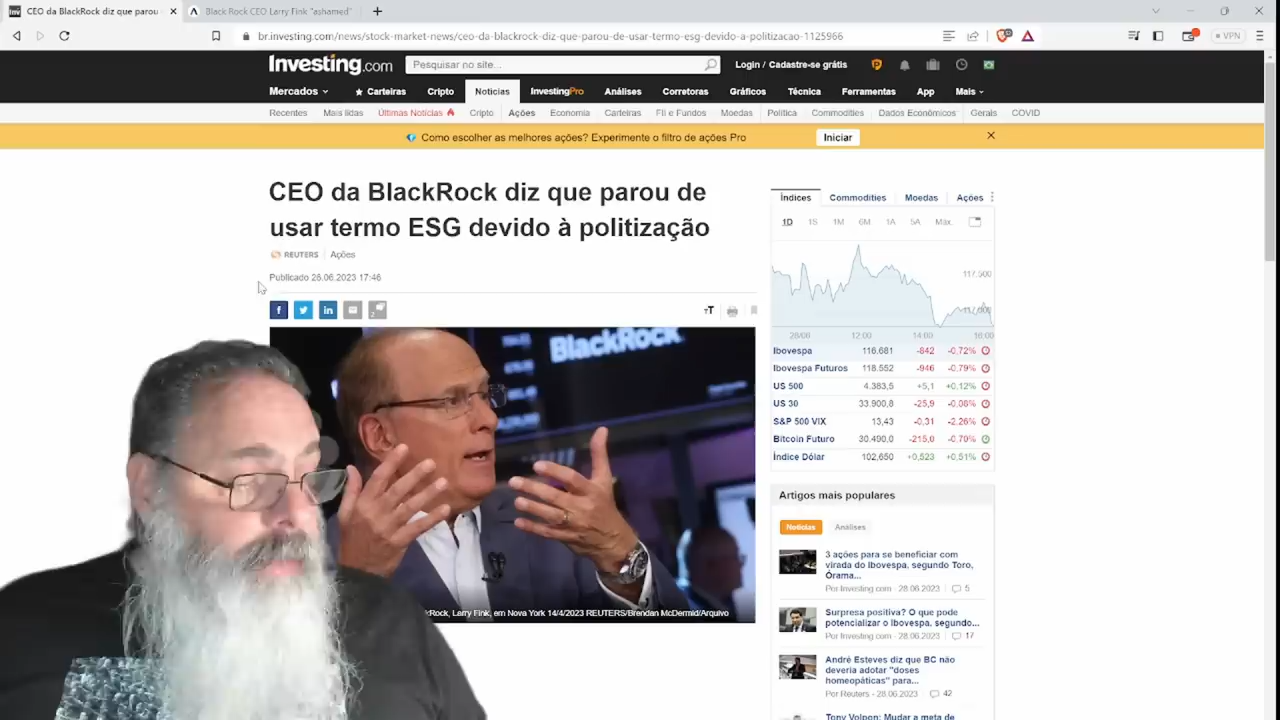 CEO da BlackRock diz que parou
Black Rock CEO Larry Fink "ashamed"
br.investing.com/news/stock-market-news/ceo-da-blackrock-diz-que-parou-de-usar-termo-esg-devido-a-politizacao-1125966
VPN
Investing.com
Pesquisar no site...
Login / Cadastre-se grátis
Mercados
Carteiras
Cripto
Notícias
InvestingPro
Análises
Corretoras
Gráficos
Técnica
Ferramentas
App
Mais
Recentes
Mais lidas
Últimas Notícias
Cripto
Ações
Economia
Carteiras
FII e Fundos
Moedas
Política
Commodities
Dados Econômicos
Gerais
COVID
Como escolher as melhores ações? Experimente o filtro de ações Pro
Iniciar
CEO da BlackRock diz que parou de
usar termo ESG devido à politização
REUTERS
Ações
Publicado 26.06.2023 17:46
BlackRock
Rock, Larry Fink, em Nova York 14/4/2023 REUTERS/Brendan McDermid/Arquivo
Índices
Commodities
Moedas
Ações
1D 1S 1M 6M 1A 5A Máx.
117.500
28/06 12:00 14:00 16:00
Ibovespa 116.681 -842 -0,72%
Ibovespa Futuros 118.552 -946 -0,79%
US 500 4.383,5 +5,1 +0,12%
US 30 33.900,8 -25,9 -0,08%
S&P 500 VIX 13,43 -0,31 -2,26%
Bitcoin Futuro 30.490,0 -215,0 -0,70%
Índice Dólar 102,650 +0,523 +0,51%
Artigos mais populares
Notícias
Análises
3 ações para se beneficiar com
virada do Ibovespa, segundo Toro,
Órama...
Por Investing.com - 28.06.2023 5
Surpresa positiva? O que pode
potencializar o Ibovespa, segundo...
Por Investing.com - 28.06.2023 17
André Esteves diz que BC não
deveria adotar "doses
homeopáticas" para...
Por Reuters - 28.06.2023 42
Tony Volpon: Mudar a meta de